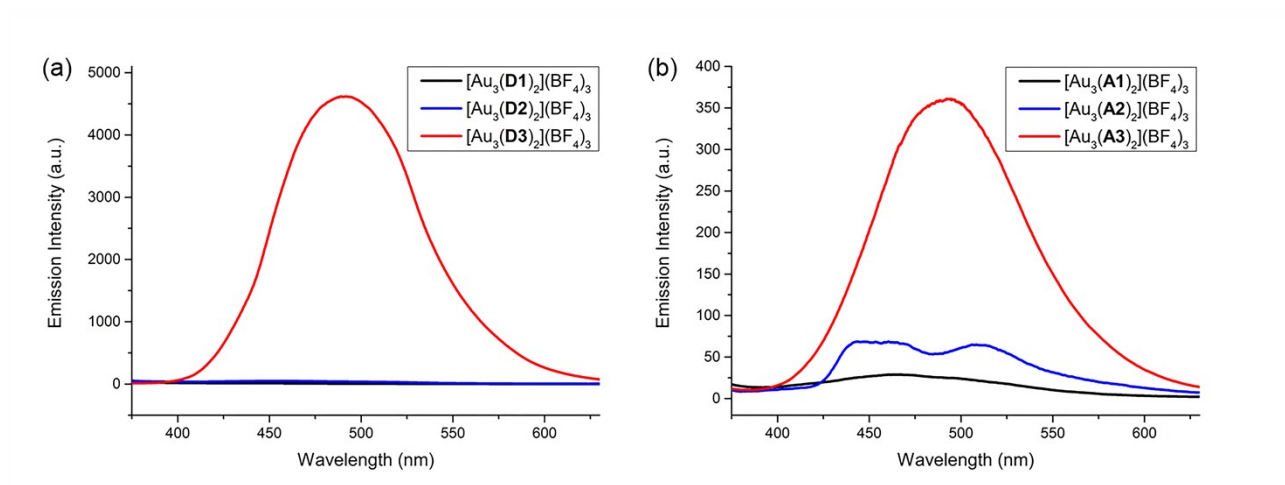 (a)
[Au₃(D1)₂](BF₄)₃
[Au₃(D2)₂](BF₄)₃
[Au₃(D3)₂](BF₄)₃
Emission Intensity (a.u.)
5000
4000
3000
2000
1000
0
400 450 500 550 600
Wavelength (nm)
(b)
[Au₃(A1)₂](BF₄)₃
[Au₃(A2)₂](BF₄)₃
[Au₃(A3)₂](BF₄)₃
Emission Intensity (a.u.)
400
350
300
250
200
150
100
50
0
400 450 500 550 600
Wavelength (nm)